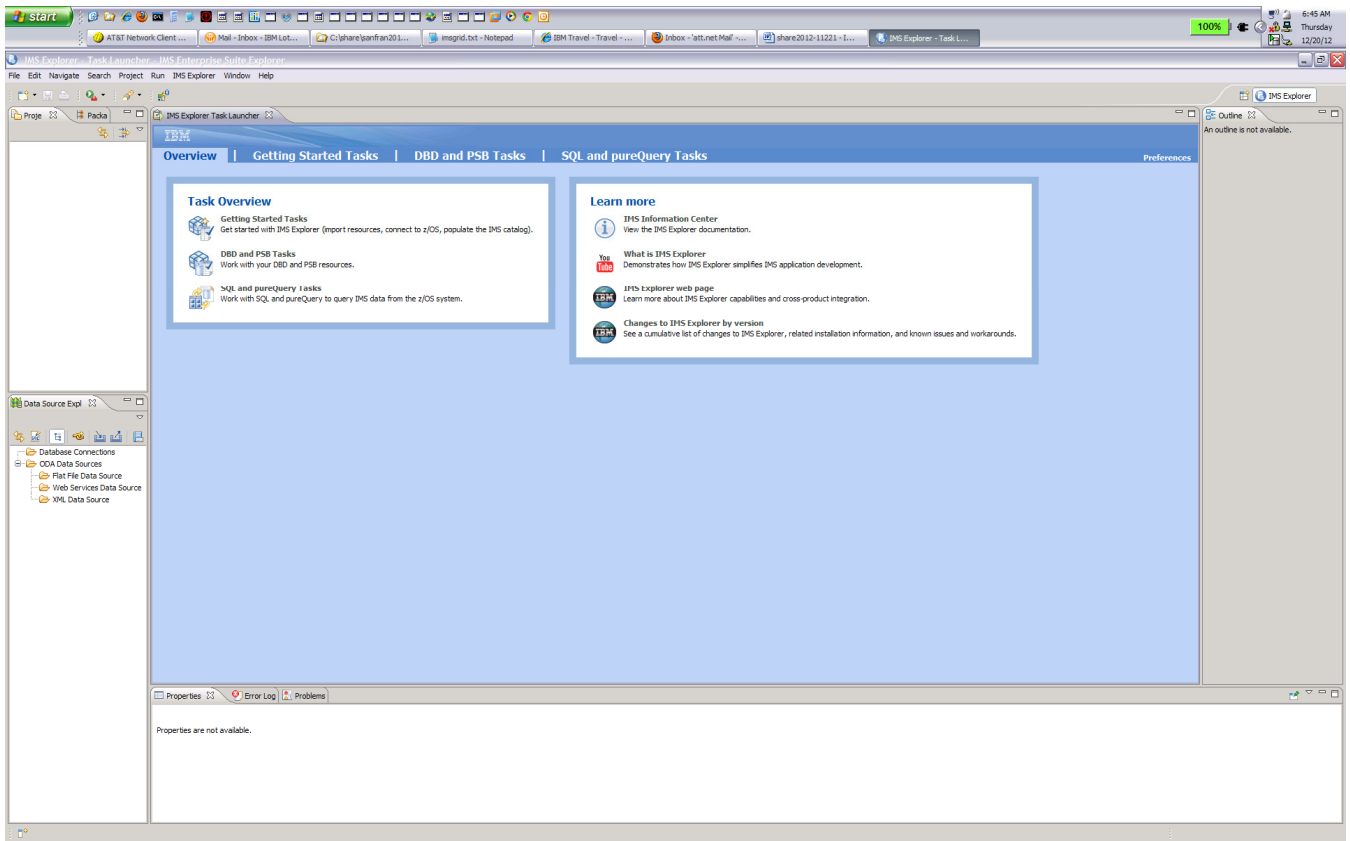 start
100%
6:45 AM
Thursday
12/20/12
AT&T Network Client ...
Mail - Inbox - IBM Lot...
C:\share\sanfran201...
imsgrid.txt - Notepad
IBM Travel - Travel - ...
Inbox - 'att.net Mail' -...
share2012-11221 - I...
IMS Explorer - Task L...
IMS Explorer - Task Launcher - IMS Enterprise Suite Explorer
File Edit Navigate Search Project Run IMS Explorer Window Help
IMS Explorer
Proje
Packa
IMS Explorer Task Launcher
Outline
An outline is not available.
IBM
Overview | Getting Started Tasks | DBD and PSB Tasks | SQL and pureQuery Tasks
Preferences
Task Overview
Getting Started Tasks
Get started with IMS Explorer (import resources, connect to z/OS, populate the IMS catalog).
DBD and PSB Tasks
Work with your DBD and PSB resources.
SQL and pureQuery Tasks
Work with SQL and pureQuery to query IMS data from the z/OS system.
Learn more
IMS Information Center
View the IMS Explorer documentation.
You
Tube
What is IMS Explorer
Demonstrates how IMS Explorer simplifies IMS application development.
IBM
IMS Explorer web page
Learn more about IMS Explorer capabilities and cross-product integration.
IBM
Changes to IMS Explorer by version
See a cumulative list of changes to IMS Explorer, related installation information, and known issues and workarounds.
Data Source Expl
Database Connections
ODA Data Sources
Flat File Data Source
Web Services Data Source
XML Data Source
Properties
Error Log
Problems
Properties are not available.